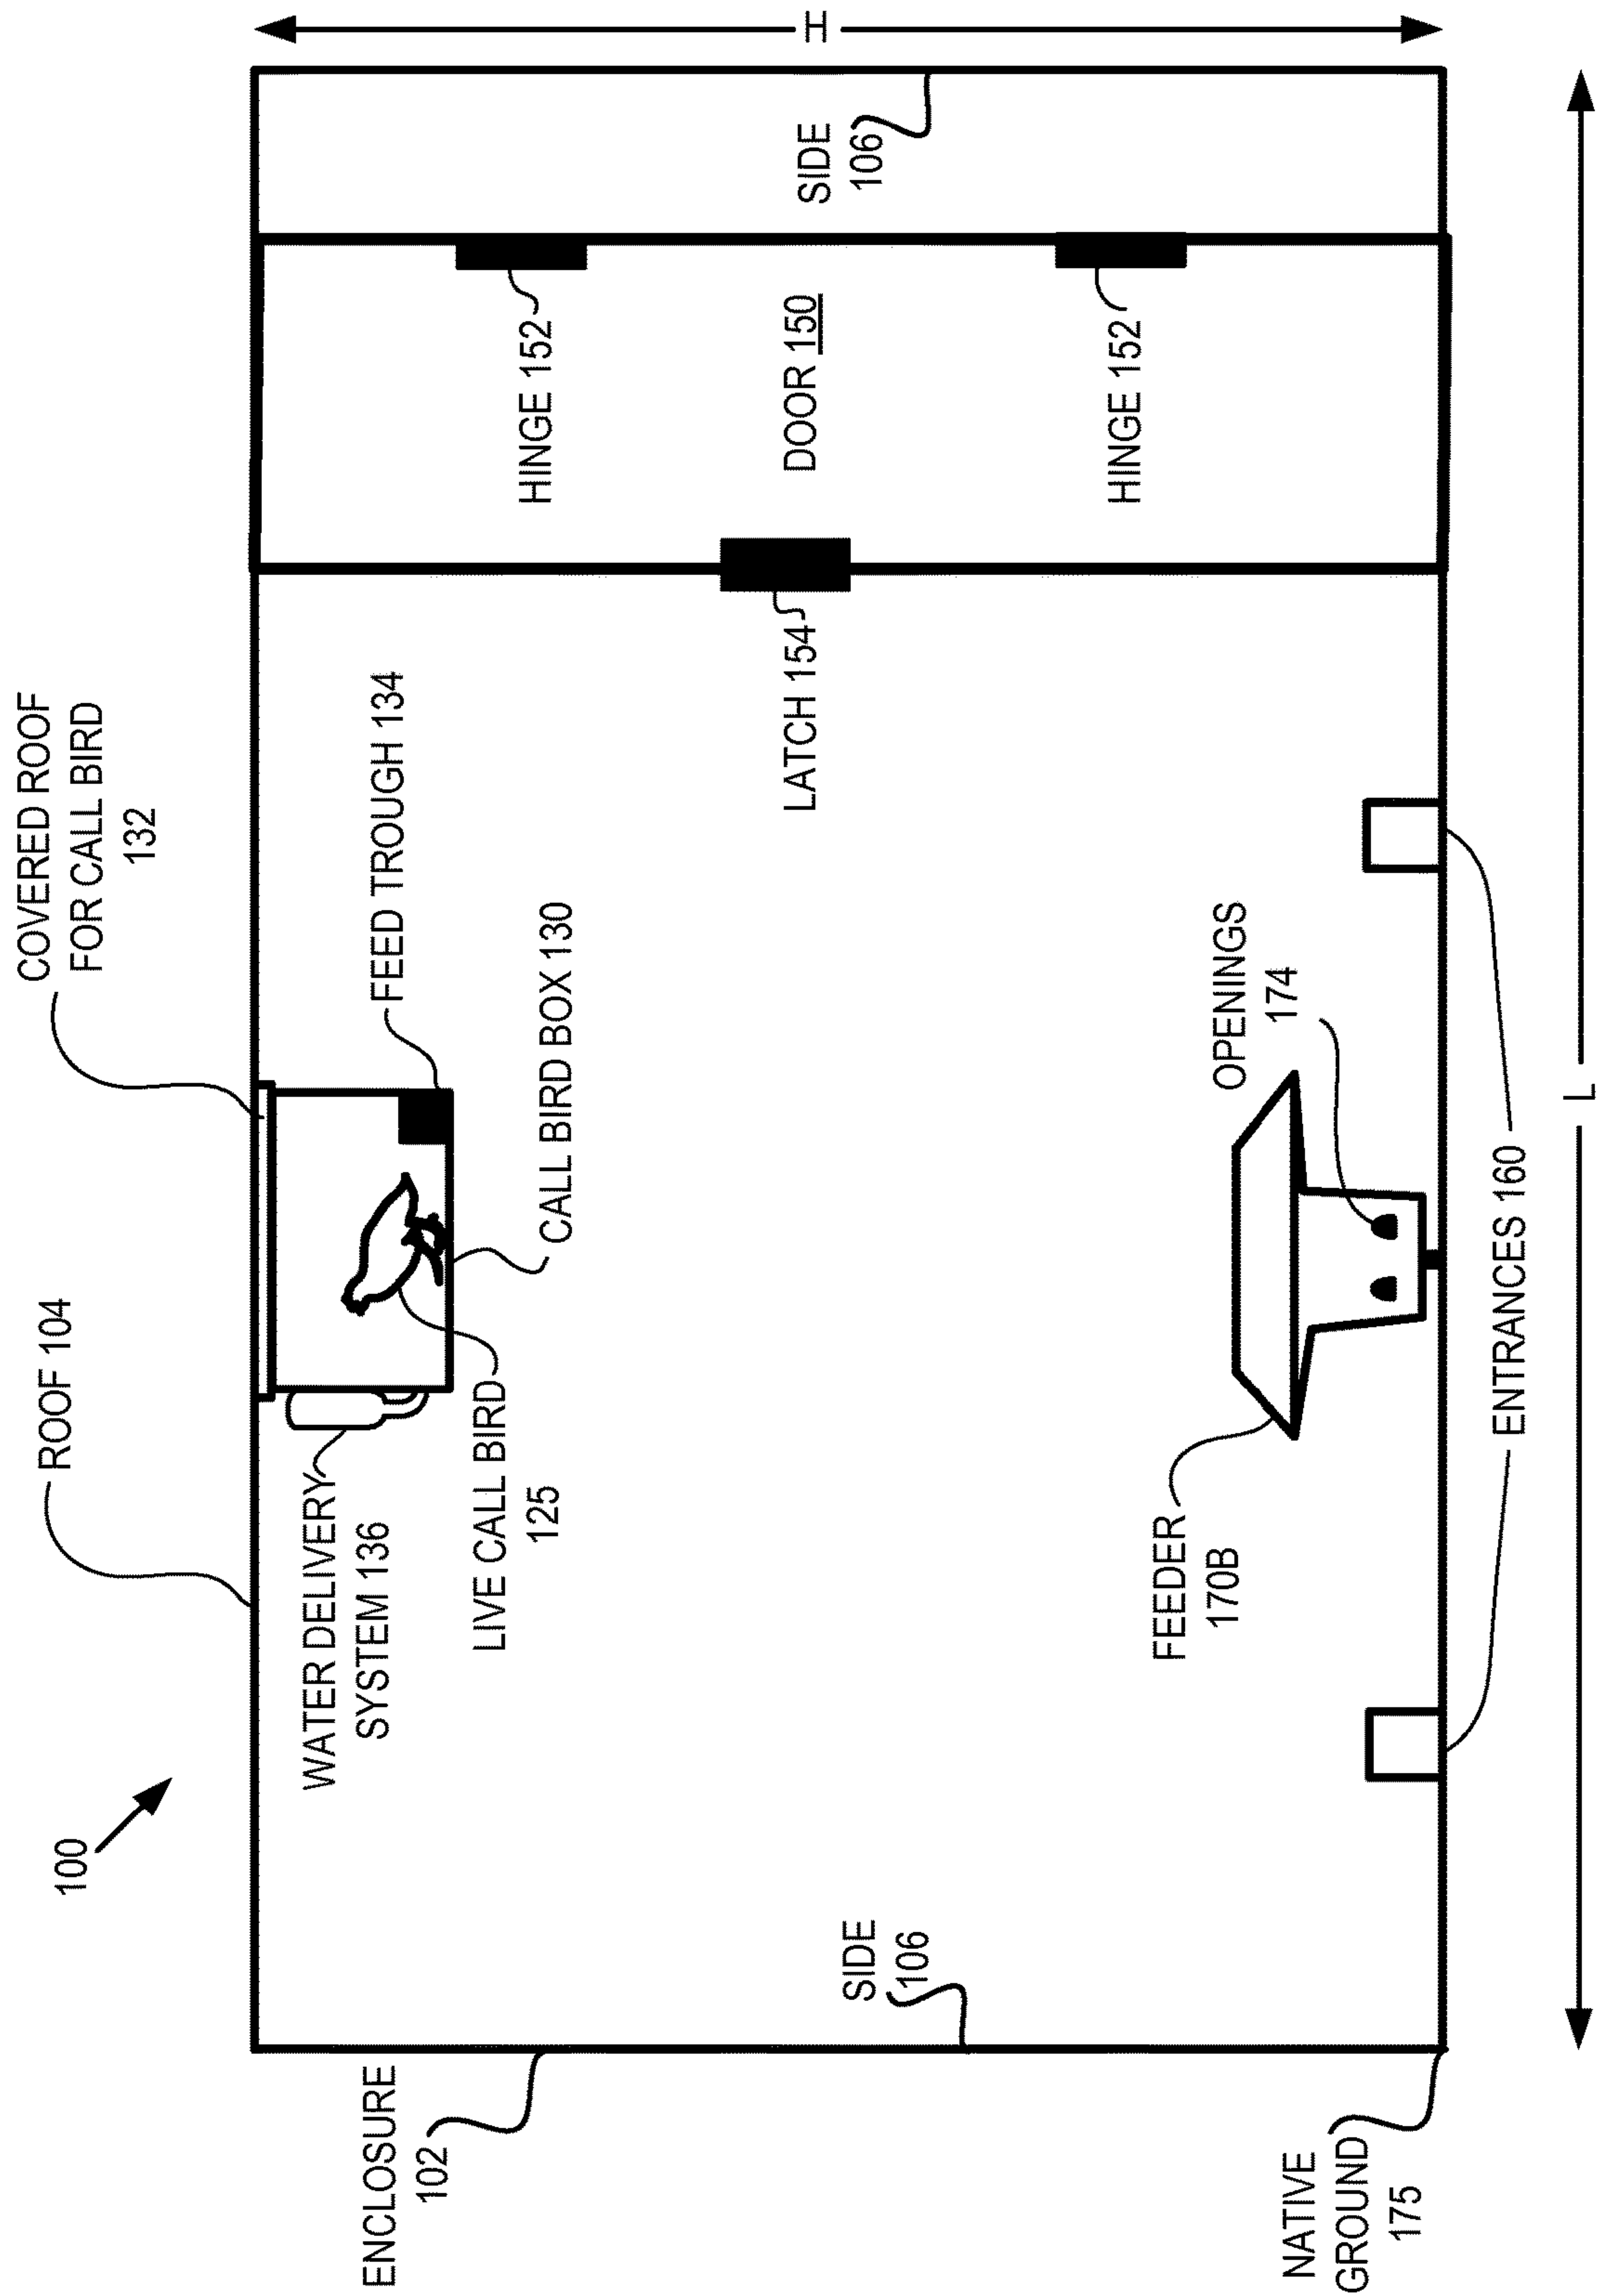 100
ROOF 104
COVERED ROOF
FOR CALL BIRD
132
WATER DELIVERY
SYSTEM 136
FEED TROUGH 134
LIVE CALL BIRD
125
CALL BIRD BOX 130
ENCLOSURE
102
HINGE 152
DOOR 150
LATCH 154
SIDE
106
SIDE
106
H
HINGE 152
FEEDER
170B
OPENINGS
174
NATIVE
GROUND
175
ENTRANCES 160
L